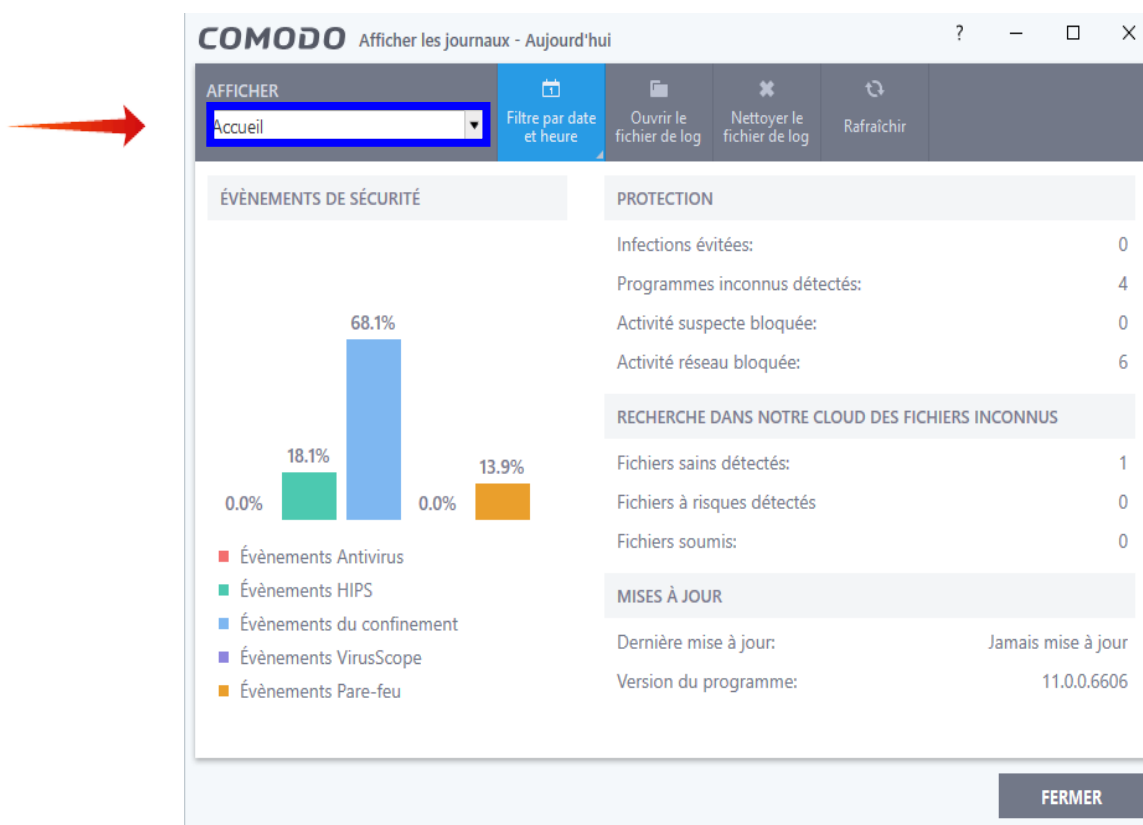 COMODO Afficher les journaux - Aujourd'hui ?
AFFICHER
Accueil
Filtre par date
et heure
Ouvrir le
fichier de log
Nettoyer le
fichier de log
Rafraîchir
ÉVÈNEMENTS DE SÉCURITÉ
68.1%
18.1%
13.9%
0.0%
0.0%
Évènements Antivirus
Évènements HIPS
Évènements du confinement
Évènements VirusScope
Évènements Pare-feu
PROTECTION
Infections évitées: 0
Programmes inconnus détectés: 4
Activité suspecte bloquée: 0
Activité réseau bloquée: 6
RECHERCHE DANS NOTRE CLOUD DES FICHIERS INCONNUS
Fichiers sains détectés: 1
Fichiers à risques détectés 0
Fichiers soumis: 0
MISES À JOUR
Dernière mise à jour: Jamais mise à jour
Version du programme: 11.0.0.6606
FERMER